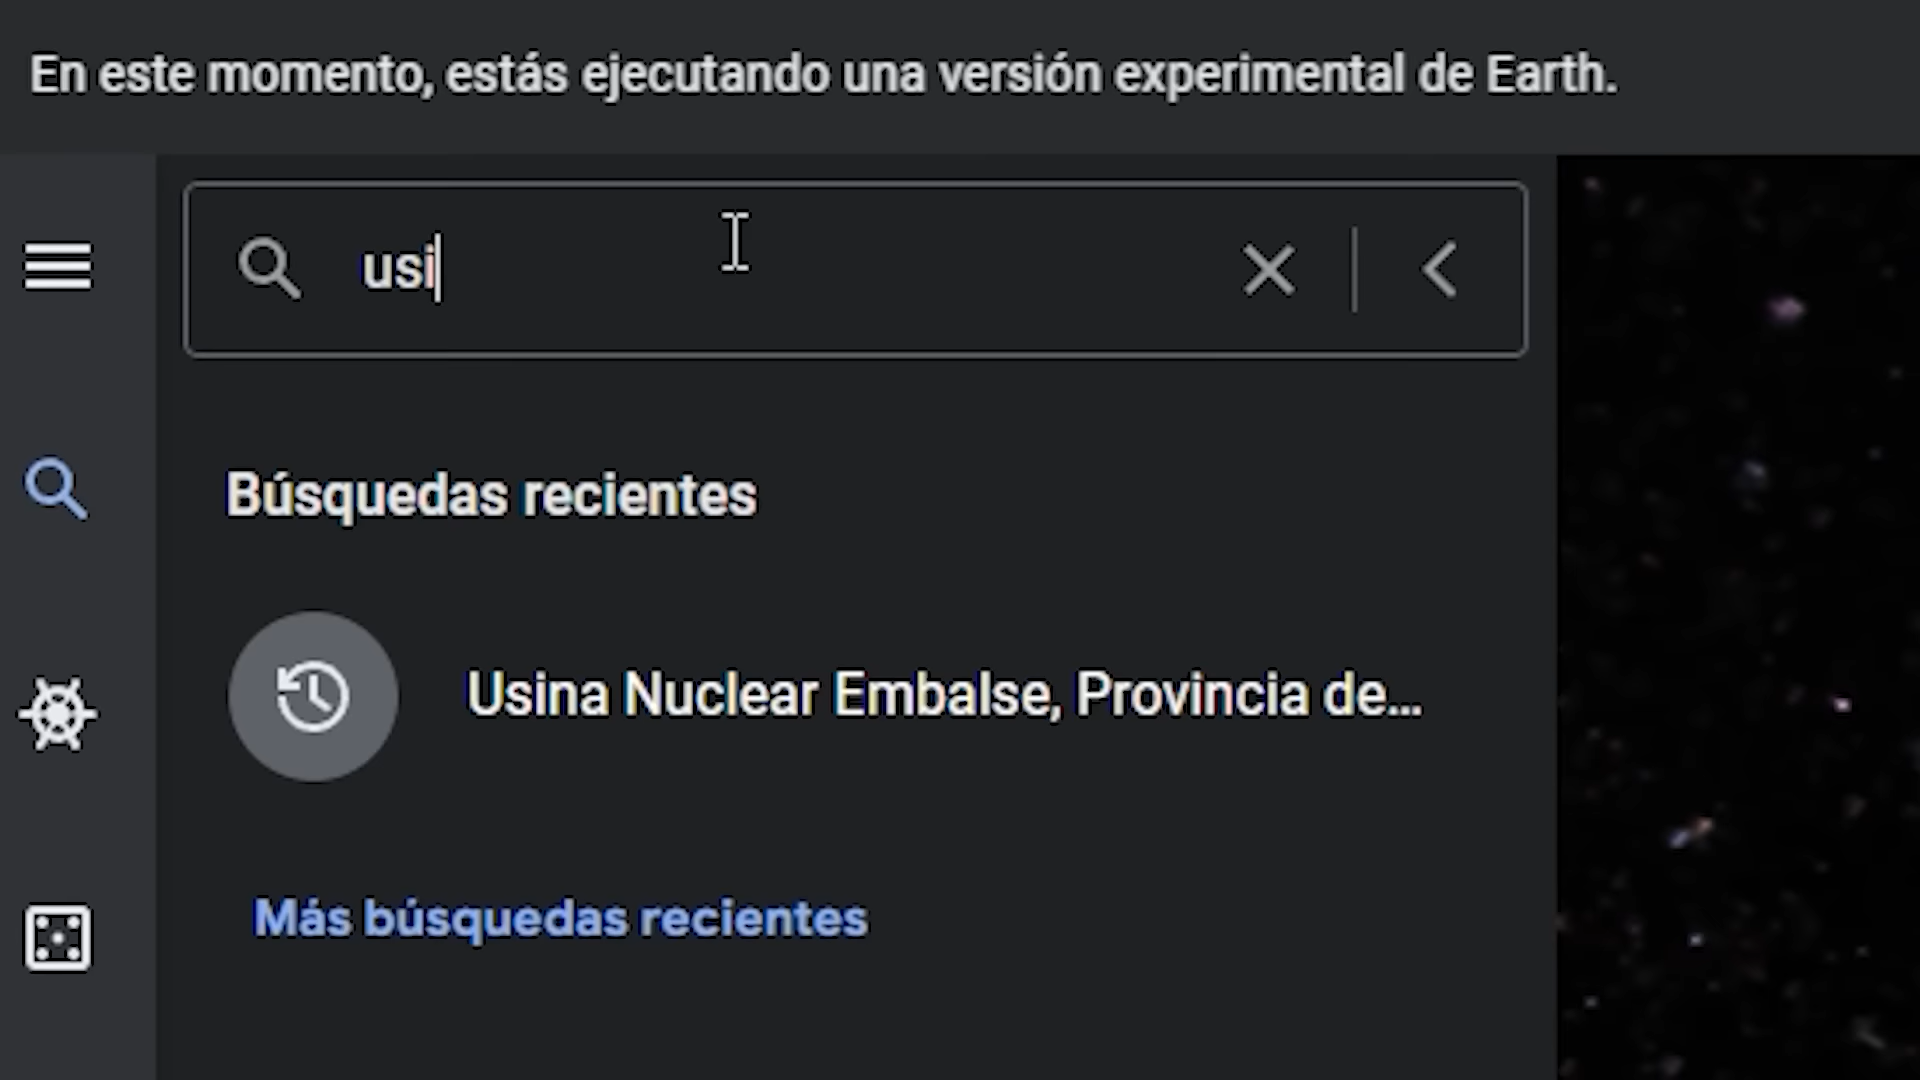 En este momento, estás ejecutando una versión experimental de Earth.
usi
Búsquedas recientes
Usina Nuclear Embalse, Provincia de...
Más búsquedas recientes